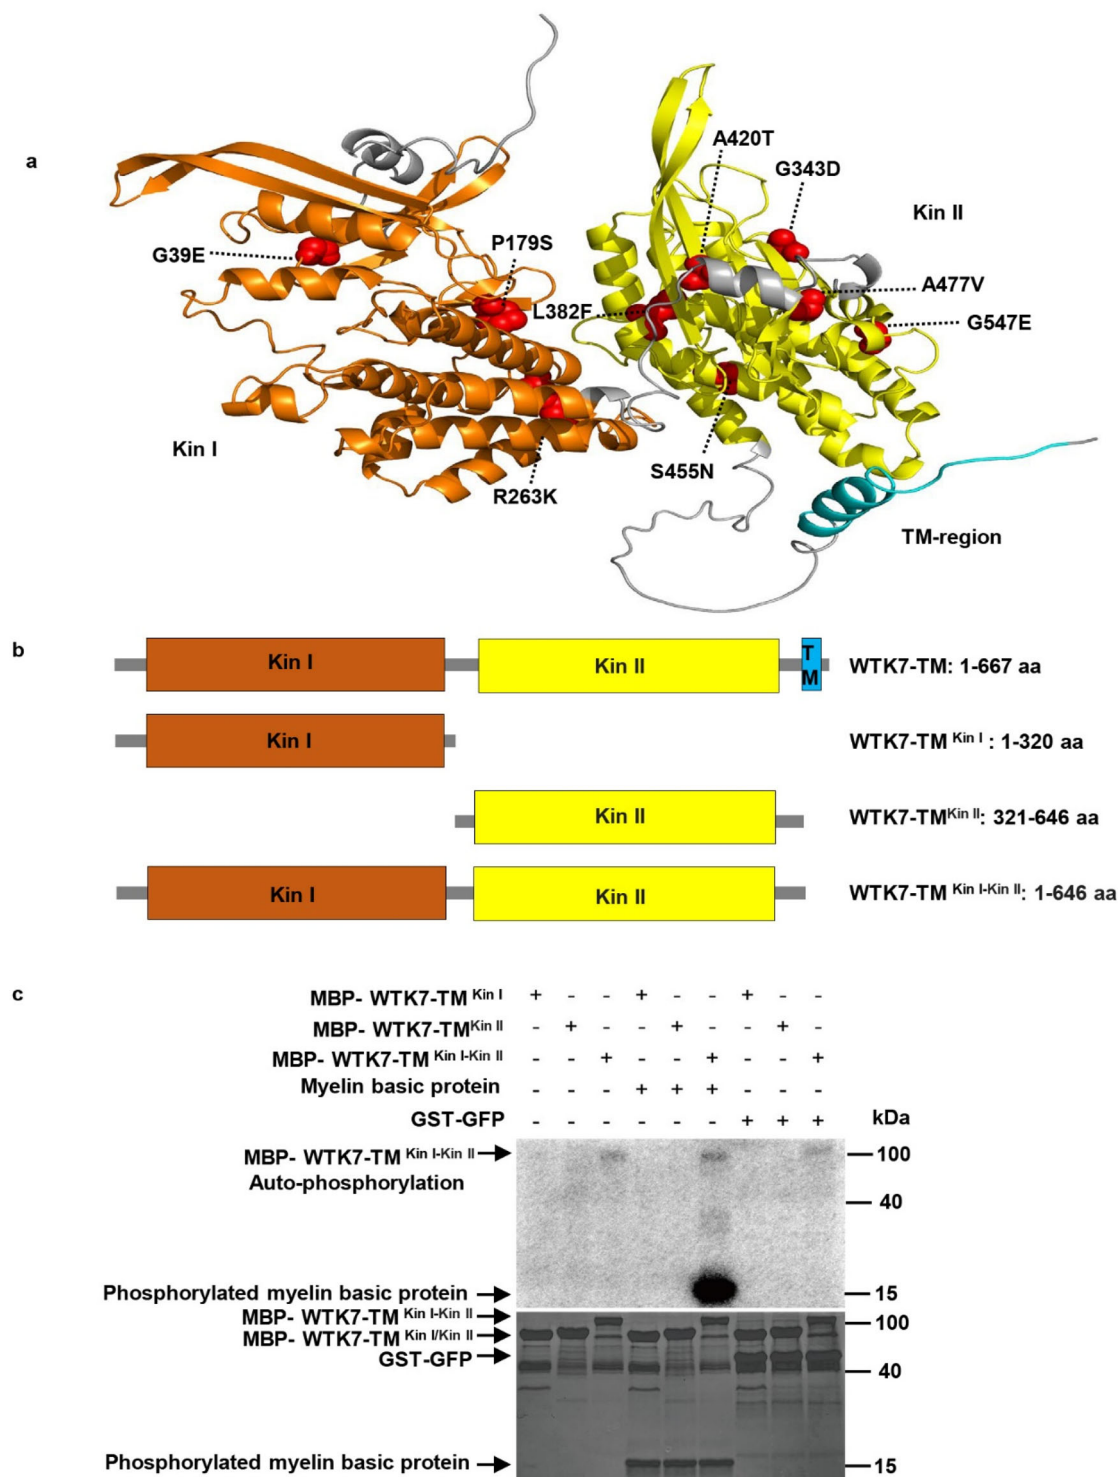 a
A420T
G343D
Kin II
G39E
P179S
L382F
A477V
G547E
Kin I
R263K
S455N
TM-region
b
Kin I
Kin II
TM
WTK7-TM: 1-667 aa
Kin I
WTK7-TM Kin I : 1-320 aa
Kin II
WTK7-TMKin II: 321-646 aa
Kin I
Kin II
WTK7-TM Kin I-Kin II: 1-646 aa
c
MBP- WTK7-TM Kin I + - - + - - + - -
MBP- WTK7-TMKin II - + - - + - - + -
MBP- WTK7-TM Kin I-Kin II - - + - - + - - +
Myelin basic protein - - - + + + - - -
GST-GFP - - - - - - + + + kDa
MBP- WTK7-TM Kin I-Kin II 100
Auto-phosphorylation
40
Phosphorylated myelin basic protein 15
MBP- WTK7-TM Kin I-Kin II 100
MBP- WTK7-TM Kin I/Kin II
GST-GFP
40
Phosphorylated myelin basic protein 15